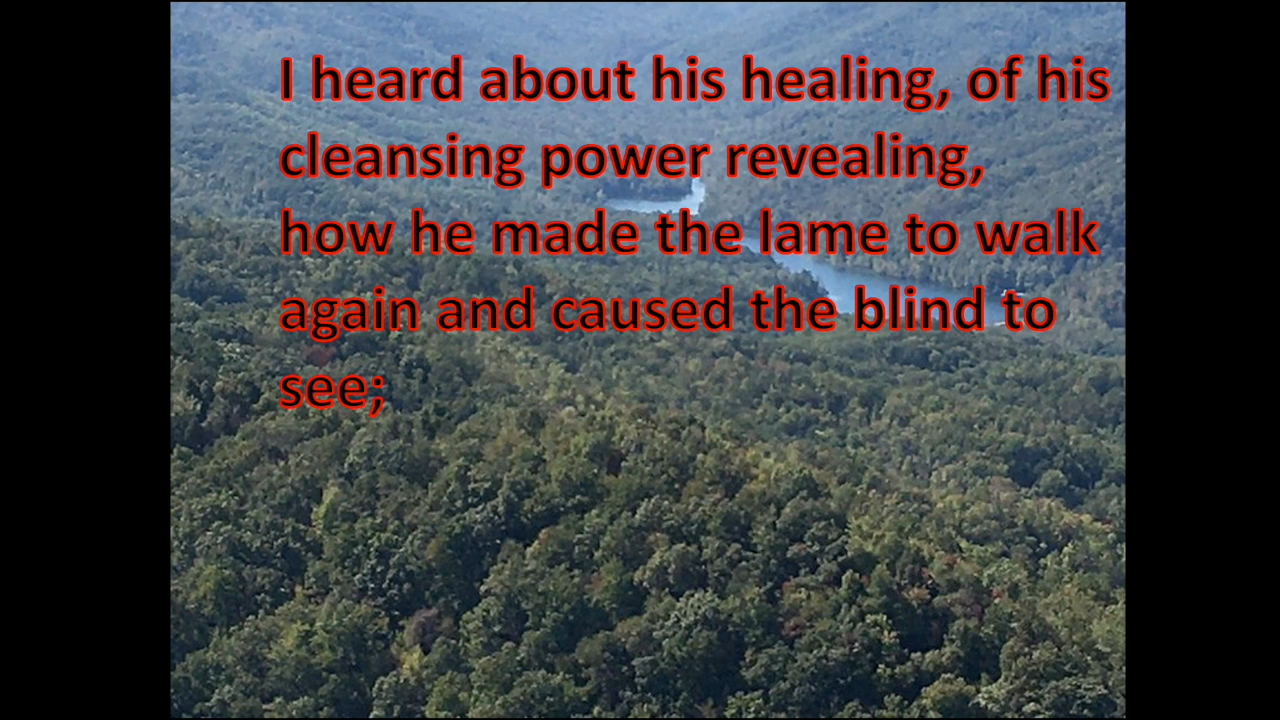 I heard about his healing, of his
cleansing power revealing,
how he made the lame to walk
again and caused the blind to
see;